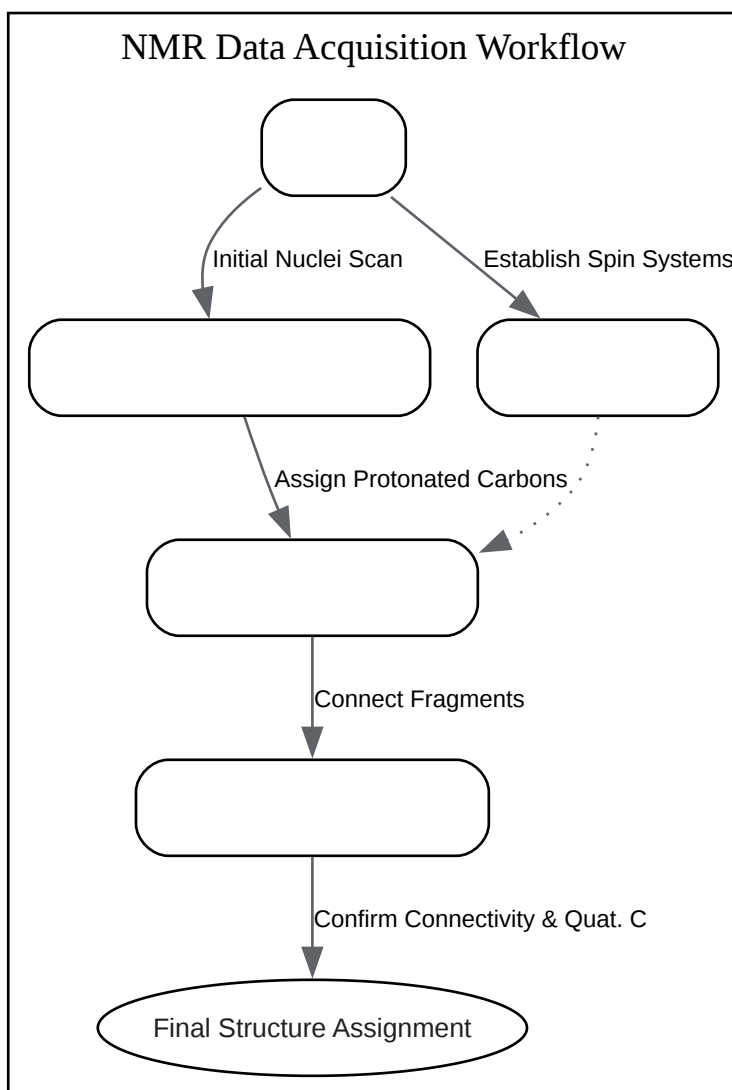 NMR Data Acquisition Workflow
Initial Nuclei Scan
Establish Spin Systems
Assign Protonated Carbons
Connect Fragments
Confirm Connectivity & Quat. C
Final Structure Assignment